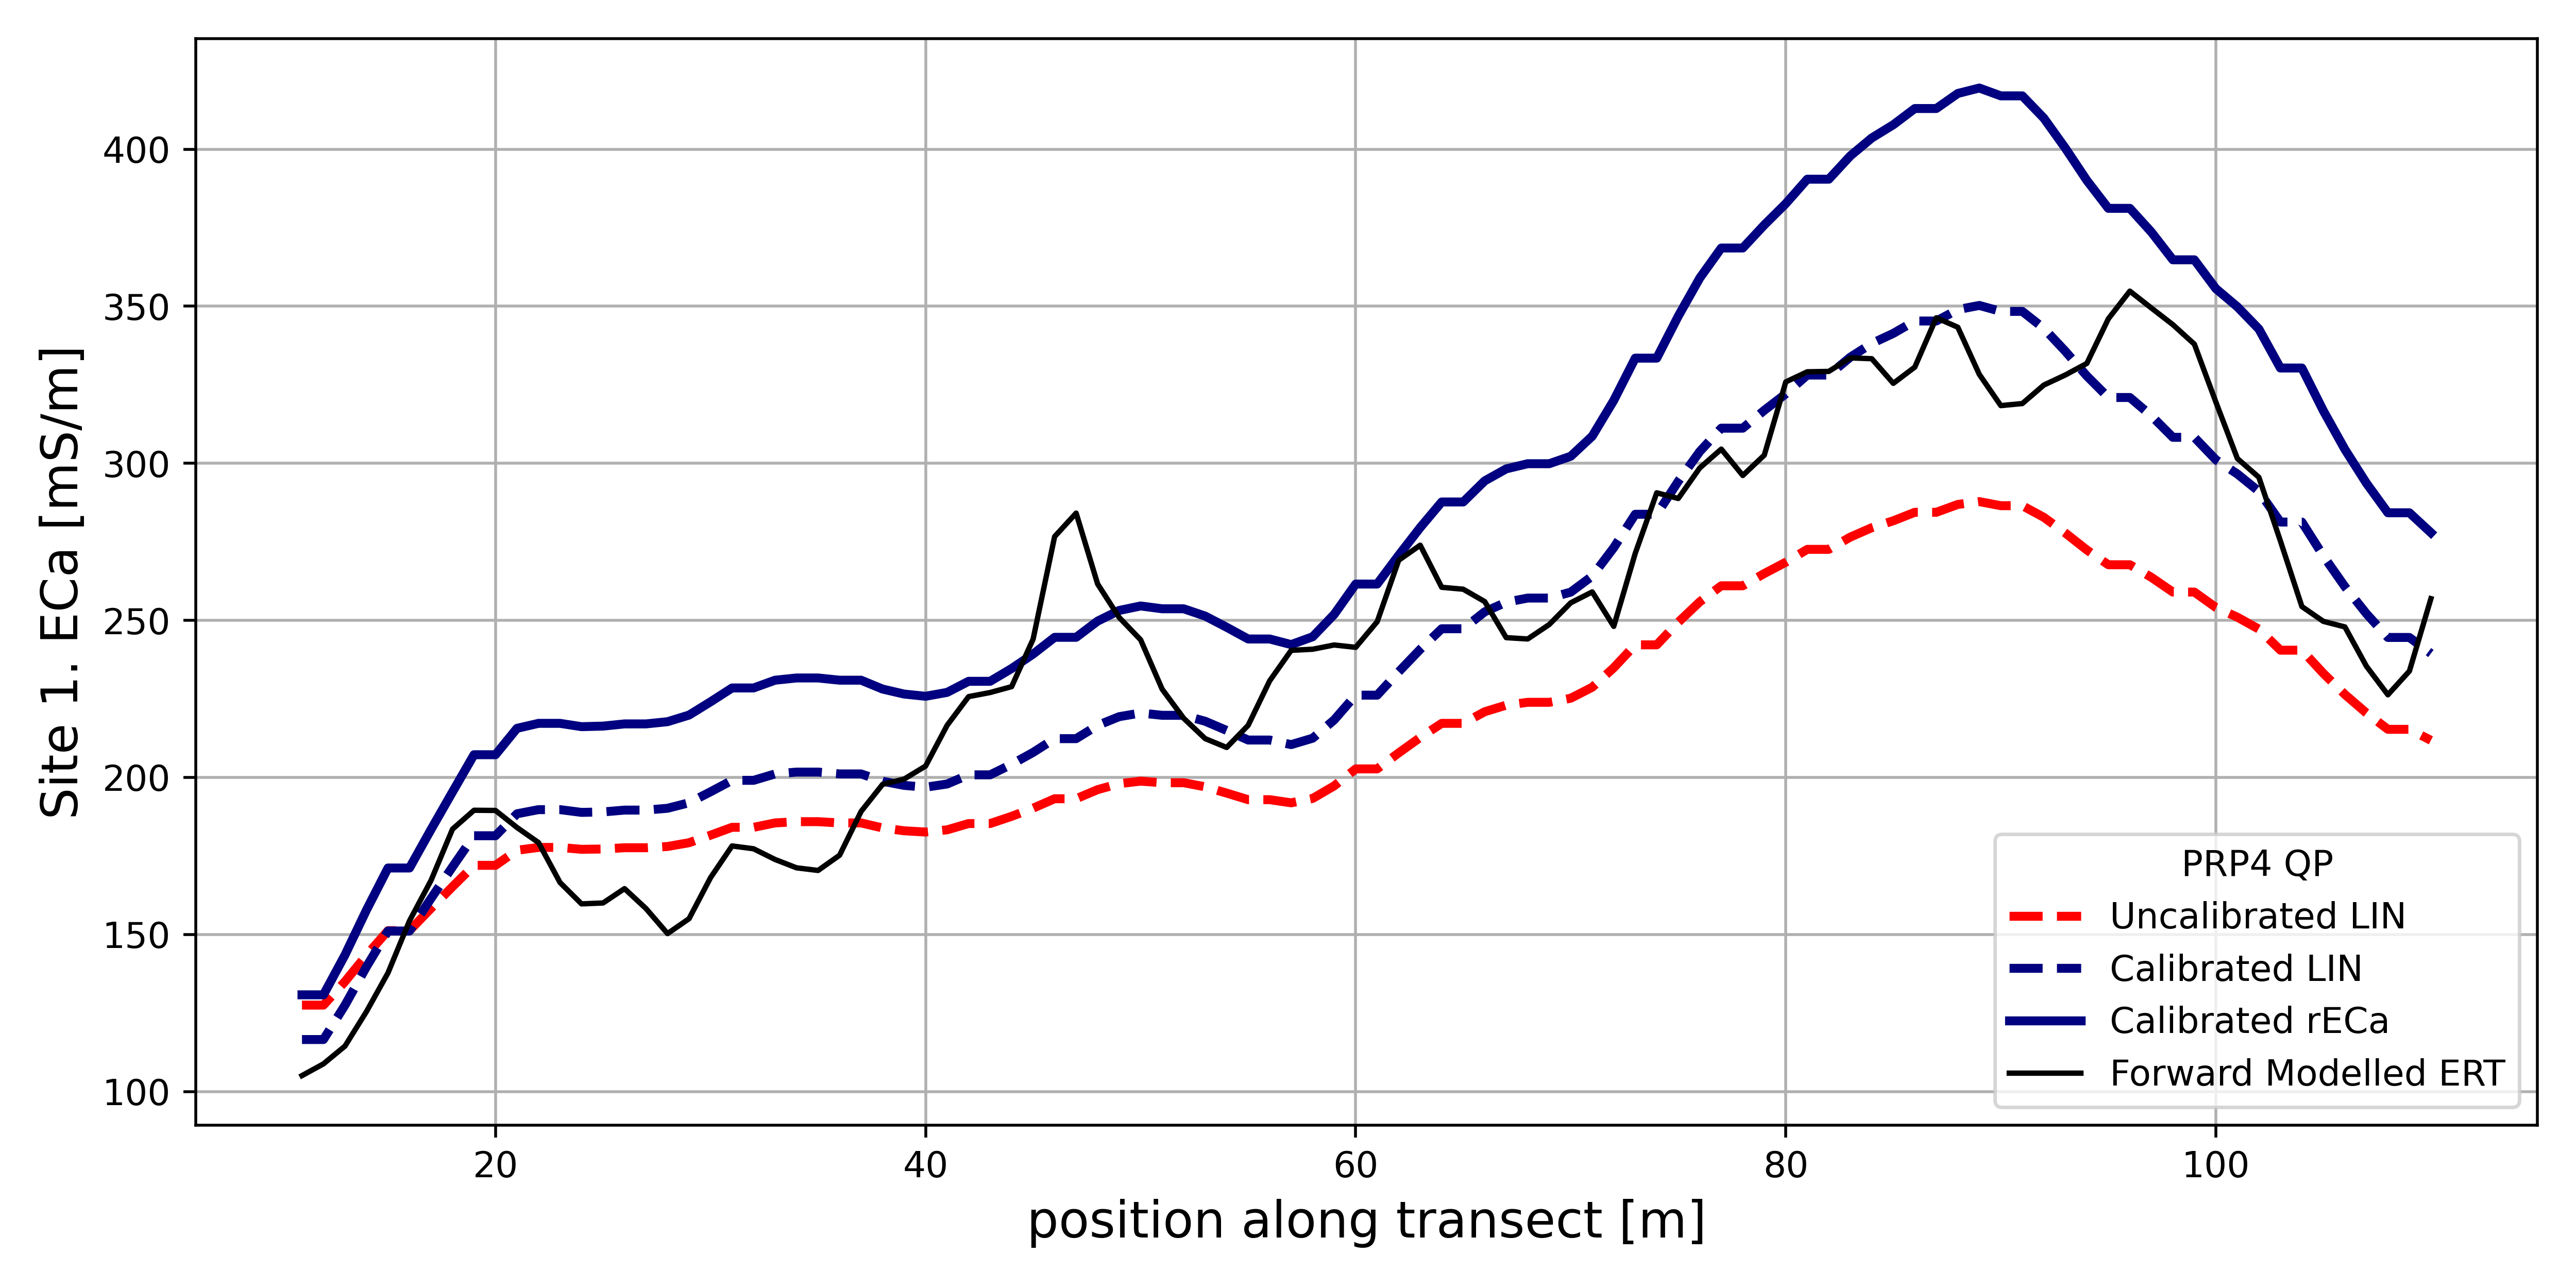 Site 1. ECa [mS/m]
400
350
300
250
200
150
100
20 40 60 80 100
position along transect [m]
PRP4 QP
Uncalibrated LIN
Calibrated LIN
Calibrated rECa
Forward Modelled ERT